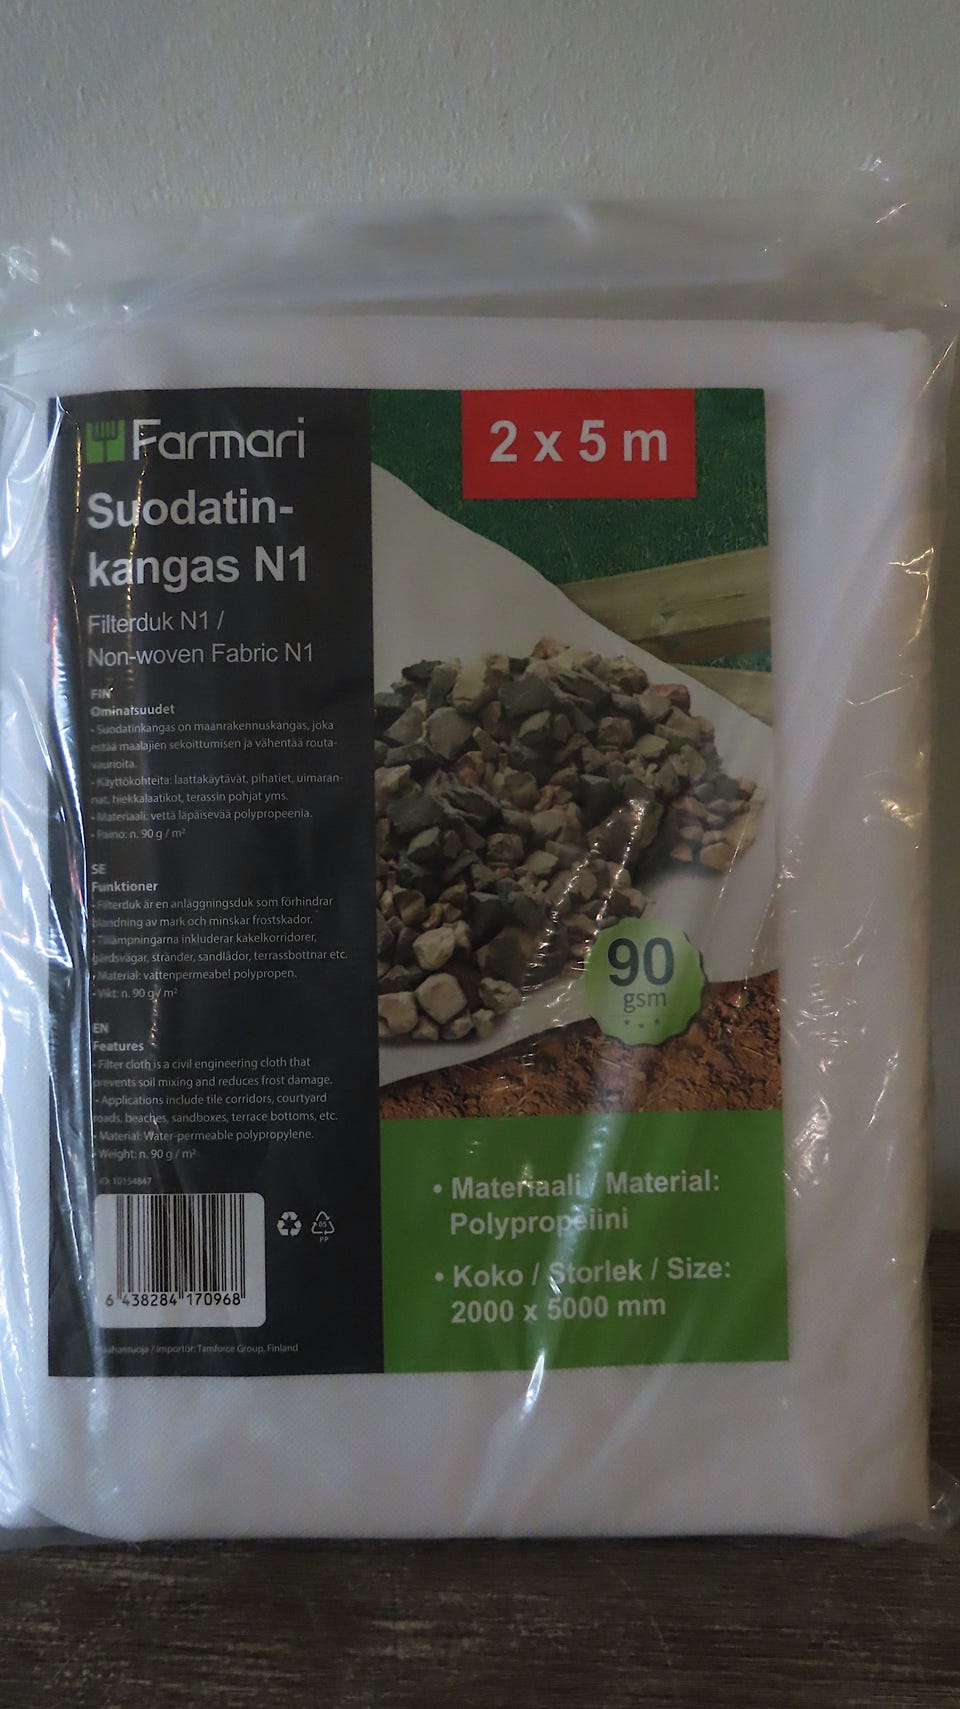 Farmari
Suodatin-
kangas N1
Filterduk N1 /
Non-woven Fabric N1
FIN
Ominaisuudet
- Suodatinkangas on maanrakennuskangas, joka
estää maalajien sekoittumisen ja vähentää routa-
vaurioita.
- Käyttökohteita: laattakäytävät, pihatiet, uimaran-
nat, hiekkalaatikot, terassin pohjat yms.
- Materiaali: vettä läpäisevää polypropeenia.
- Paino: n. 90 g / m²
SE
Funktioner
- Filterduk är en anläggningsduk som förhindrar
blandning av mark och minskar frostskador.
- Tillämpningarna inkluderar kakelkorridorer,
gårdsvägar, stränder, sandlådor, terrassbottnar etc.
- Material: vattenpermeabel polypropen.
- Vikt: n. 90 g / m²
EN
Features
- Filter cloth is a civil engineering cloth that
prevents soil mixing and reduces frost damage.
- Applications include tile corridors, courtyard
roads, beaches, sandboxes, terrace bottoms, etc.
- Material: Water-permeable polypropylene.
- Weight: n. 90 g / m²
ID: 10154847
6 438284 170968
05
PP
Maahantuoja / importor: Tamforce Group, Finland
2 x 5 m
90
gsm
• Materiaali / Material:
Polypropeiini
• Koko / Storlek / Size:
2000 x 5000 mm